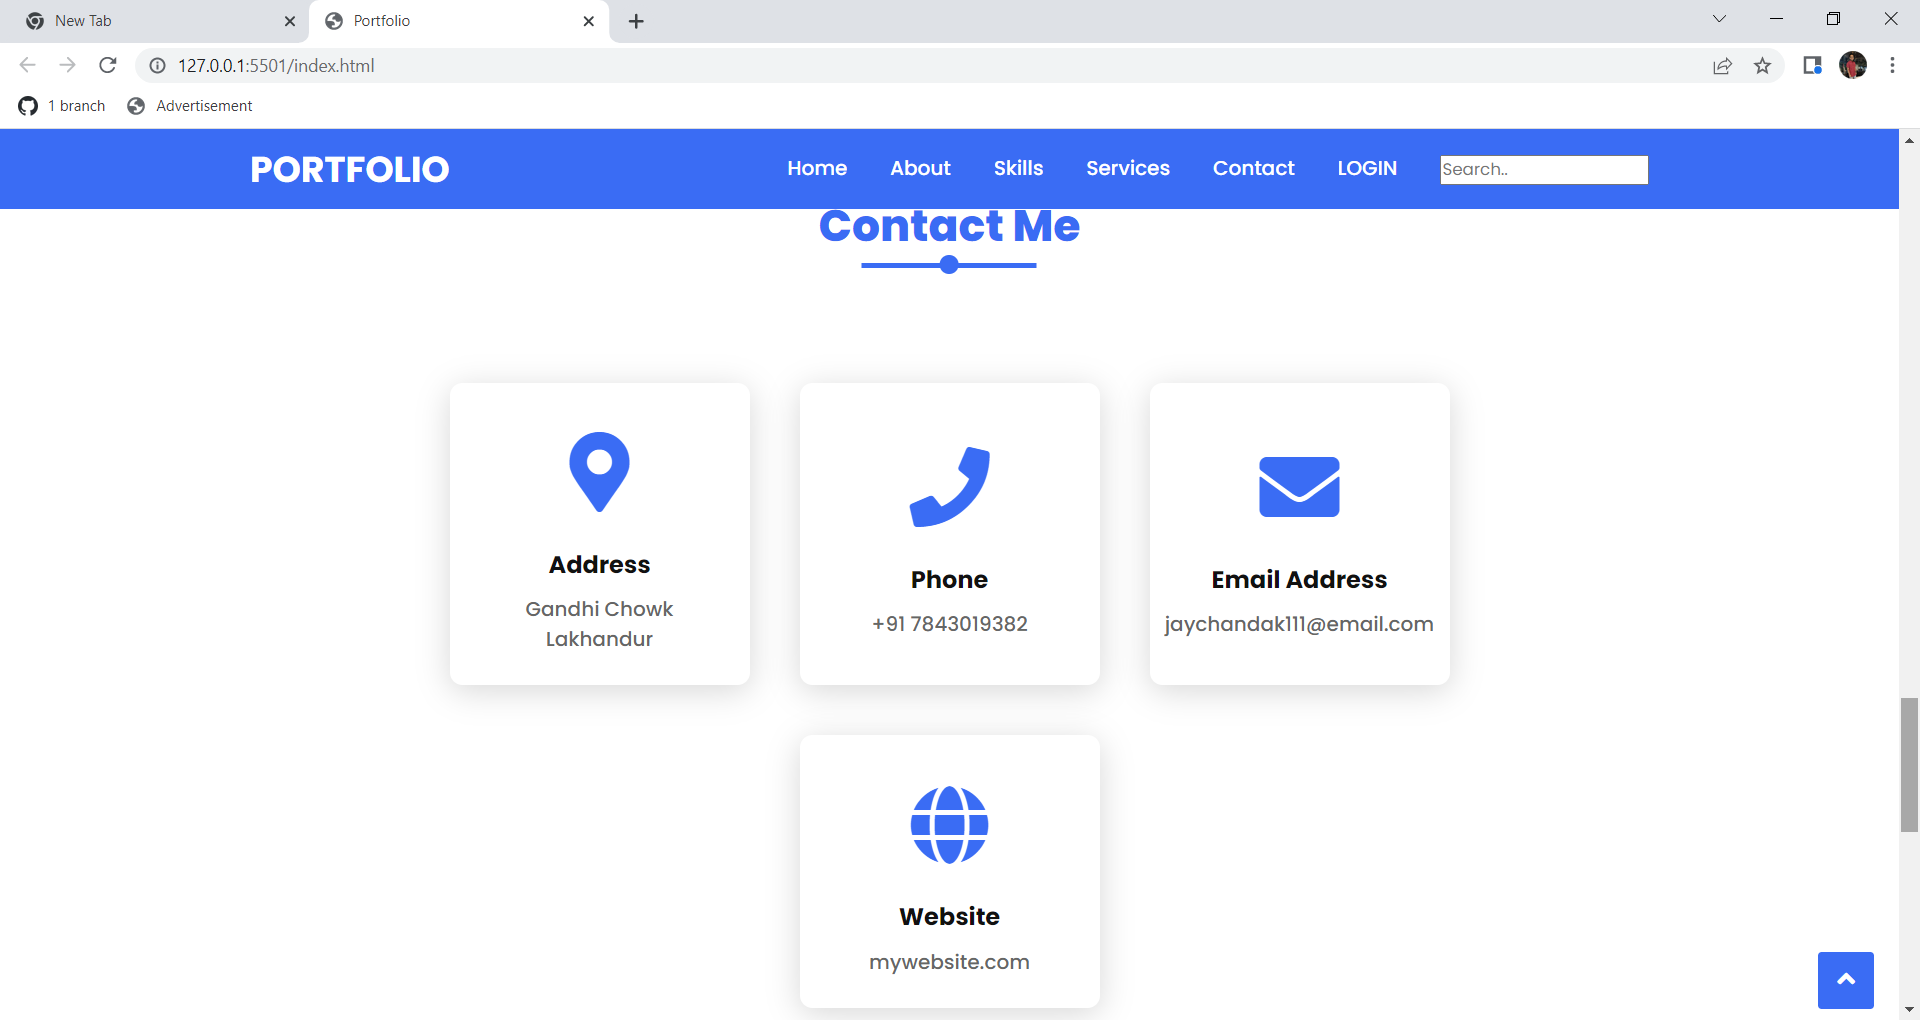 New Tab
Portfolio
127.0.0.1:5501/index.html
1 branch
Advertisement
PORTFOLIO
Home
About
Skills
Services
Contact
LOGIN
Search..
Contact Me
Address
Gandhi Chowk
Lakhandur
Phone
+91 7843019382
Email Address
jaychandak111@email.com
Website
mywebsite.com